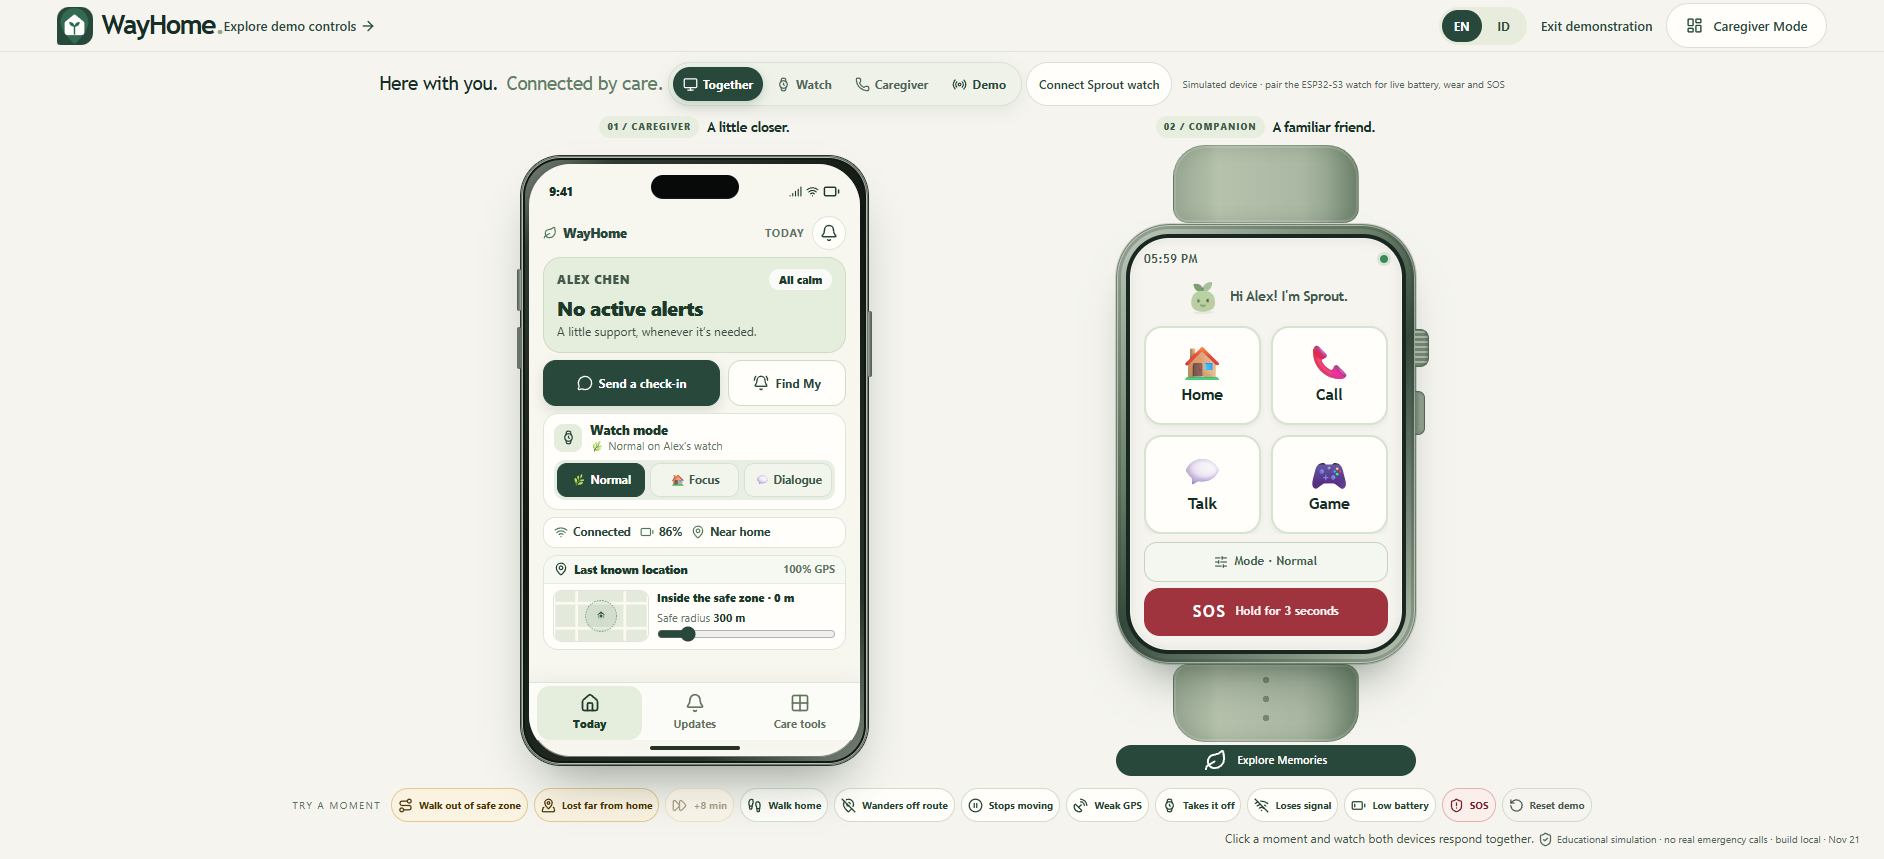 WayHome.
Explore demo controls →
EN ID Exit demonstration Caregiver Mode
Here with you. Connected by care.
Together Watch Caregiver Demo
Connect Sprout watch
Simulated device · pair the ESP32-S3 watch for live battery, wear and SOS
01 / CAREGIVER A little closer.
9:41
WayHome TODAY
ALEX CHEN All calm
No active alerts
A little support, whenever it's needed.
Send a check-in Find My
Watch mode
Normal on Alex's watch
Normal Focus Dialogue
Connected 86% Near home
Last known location 100% GPS
Inside the safe zone · 0 m
Safe radius 300 m
Today Updates Care tools
02 / COMPANION A familiar friend.
05:59 PM
Hi Alex! I'm Sprout.
Home Call
Talk Game
Mode · Normal
SOS Hold for 3 seconds
Explore Memories
TRY A MOMENT Walk out of safe zone Lost far from home +8 min Walk home Wanders off route Stops moving Weak GPS Takes it off Loses signal Low battery SOS Reset demo
Click a moment and watch both devices respond together. Educational simulation · no real emergency calls · build local · Nov 21